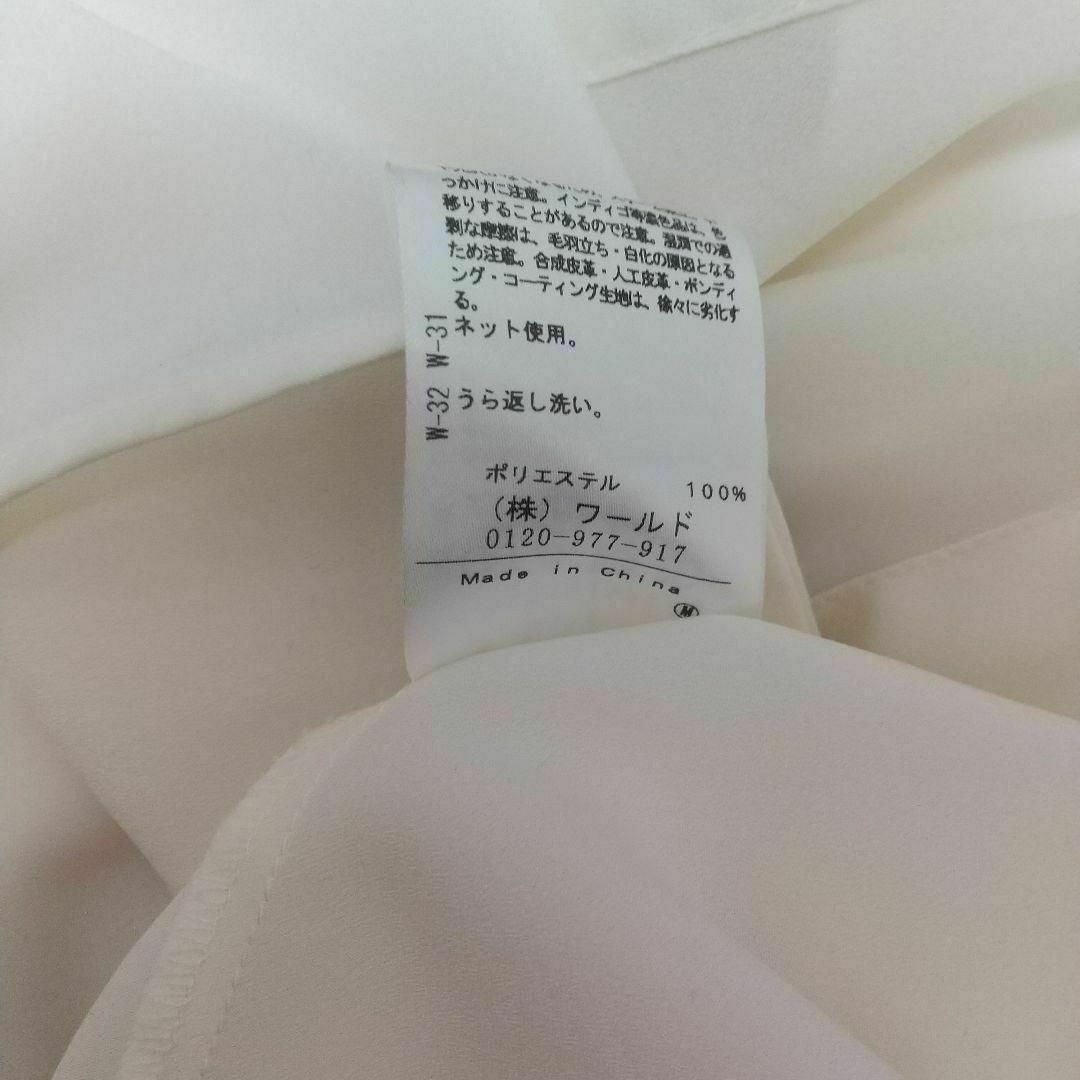 っかけに注意。インディゴ等濃色品は、色
移りすることがあるので注意。湿潤での過
剰な摩擦は、毛羽立ち・白化の原因となる
ため注意。合成皮革・人工皮革・ボンディ
ング・コーティング生地は、徐々に劣化す
る。
W-31 ネット使用。
W-32 うら返し洗い。
ポリエステル 100%
(株) ワールド
0120-977-917
Made in China
M